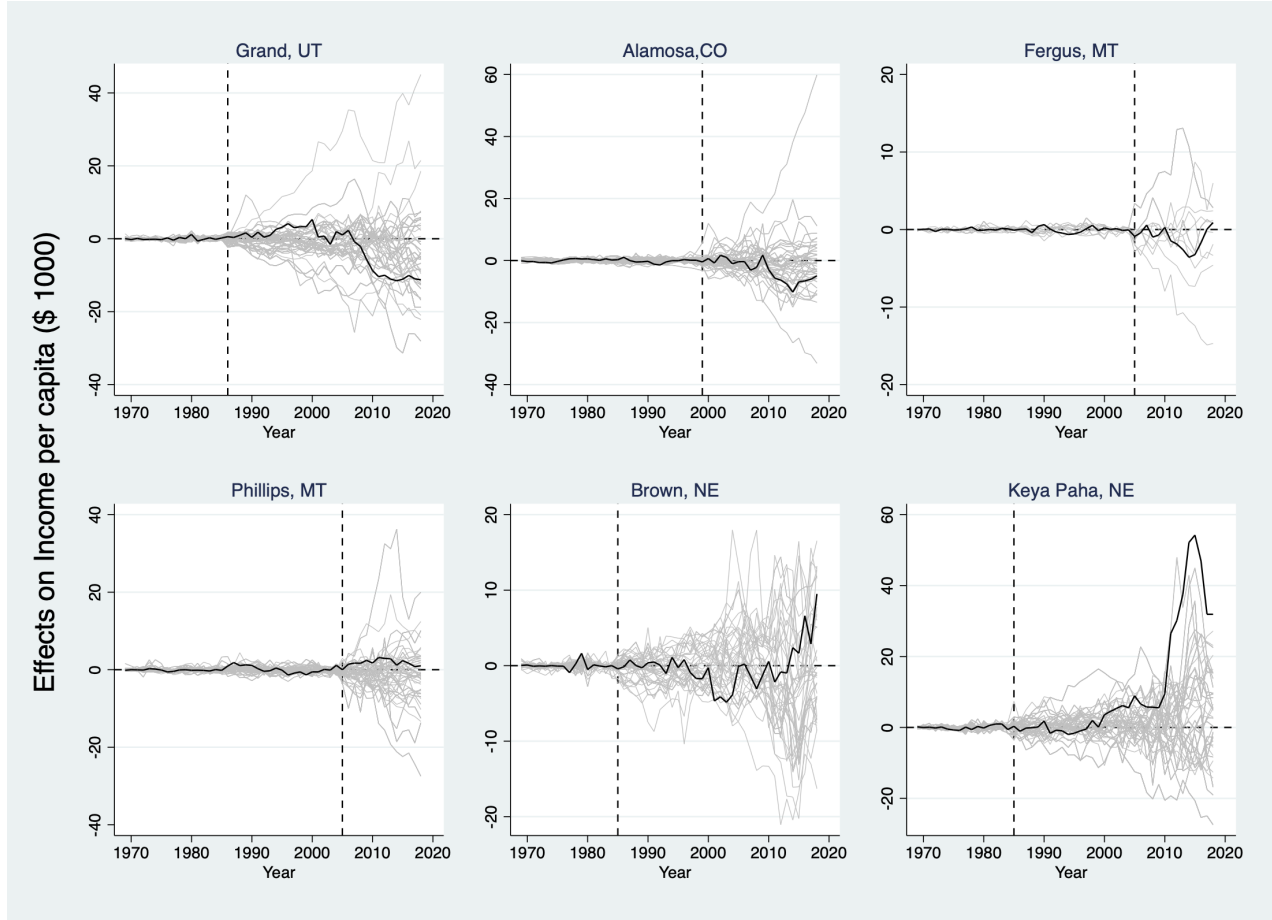 Effects on Income per capita ($ 1000)
Grand, UT
40
20
0
-20
-40
1970 1980 1990 2000 2010 2020
Year
Alamosa,CO
60
40
20
0
-20
-40
1970 1980 1990 2000 2010 2020
Year
Fergus, MT
20
10
0
-10
-20
1970 1980 1990 2000 2010 2020
Year
Phillips, MT
40
20
0
-20
-40
1970 1980 1990 2000 2010 2020
Year
Brown, NE
20
10
0
-10
-20
1970 1980 1990 2000 2010 2020
Year
Keya Paha, NE
60
40
20
0
-20
1970 1980 1990 2000 2010 2020
Year